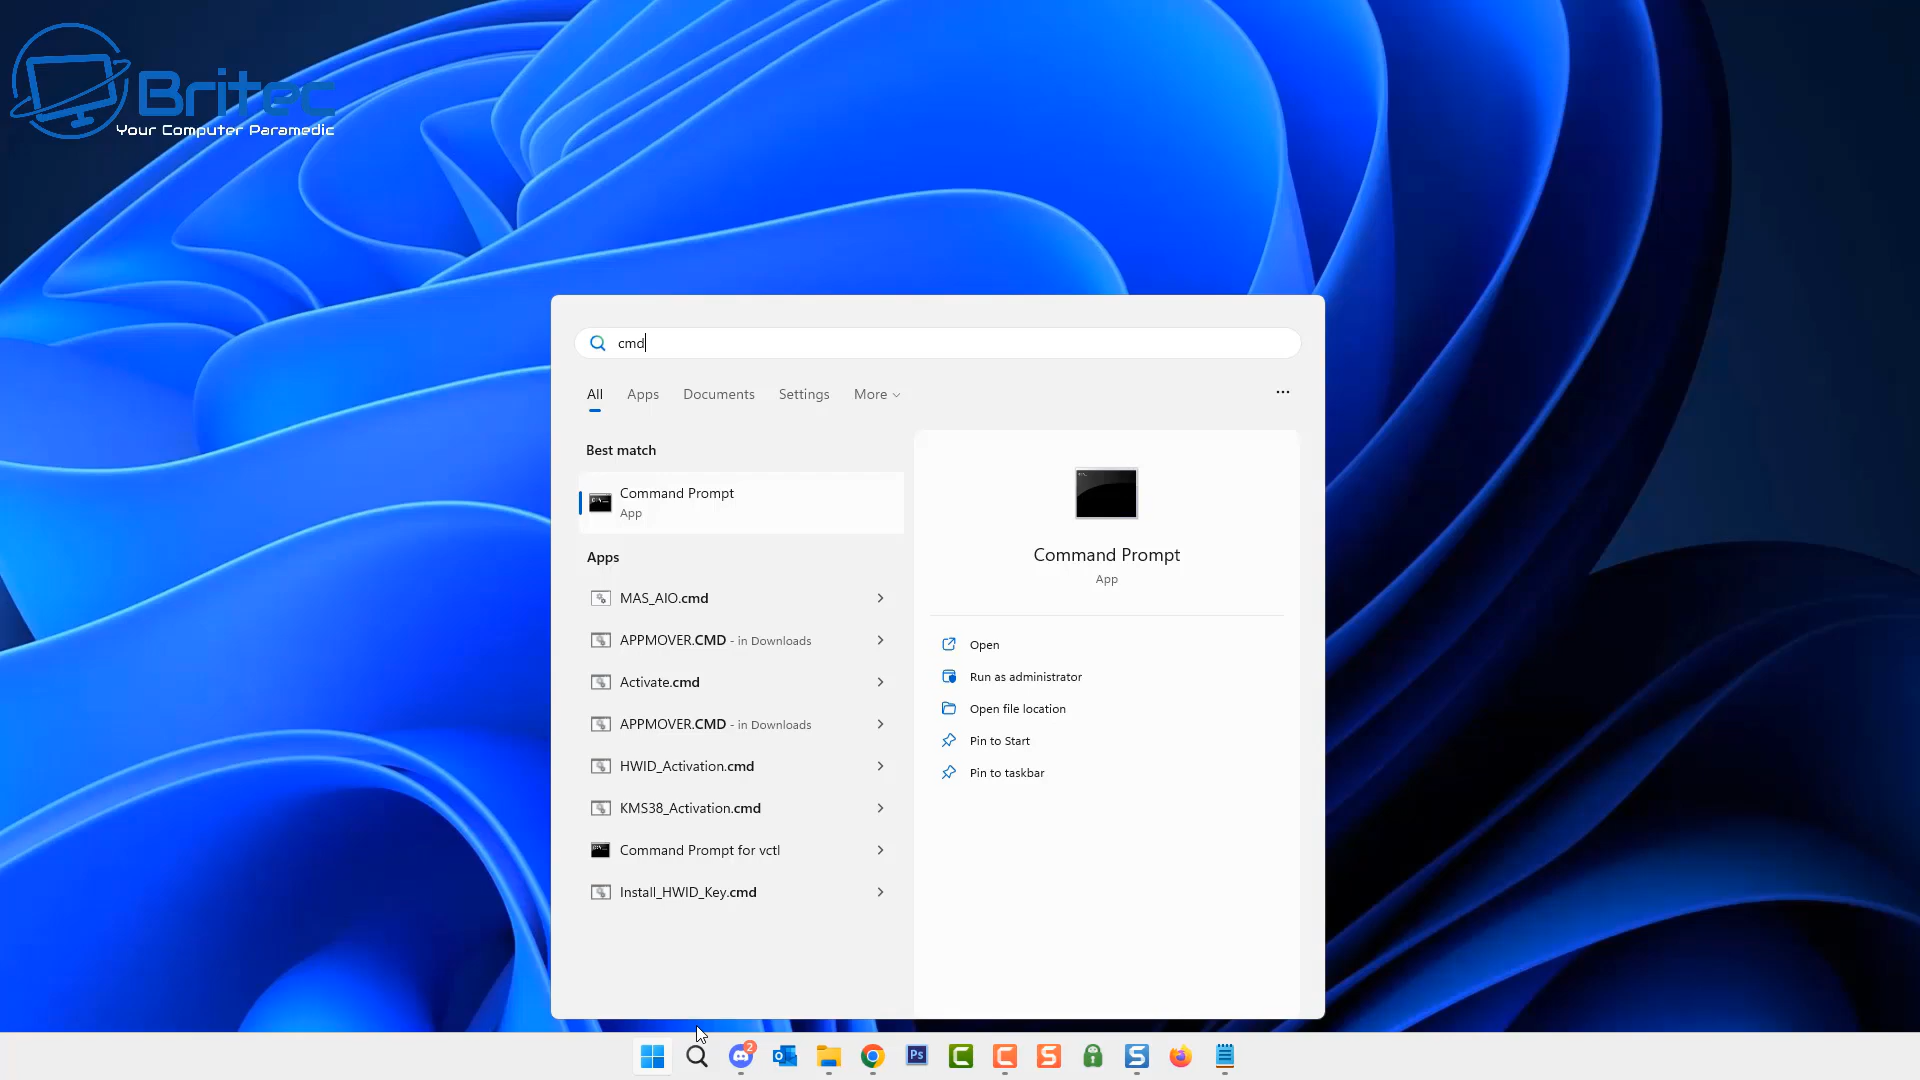 Britec
Your Computer Paramedic
cmd
All Apps Documents Settings More
Best match
Command Prompt
App
Apps
MAS_AIO.cmd
APPMOVER.CMD - in Downloads
Activate.cmd
APPMOVER.CMD - in Downloads
HWID_Activation.cmd
KMS38_Activation.cmd
Command Prompt for vctl
Install_HWID_Key.cmd
Command Prompt
App
Open
Run as administrator
Open file location
Pin to Start
Pin to taskbar
2
Ps